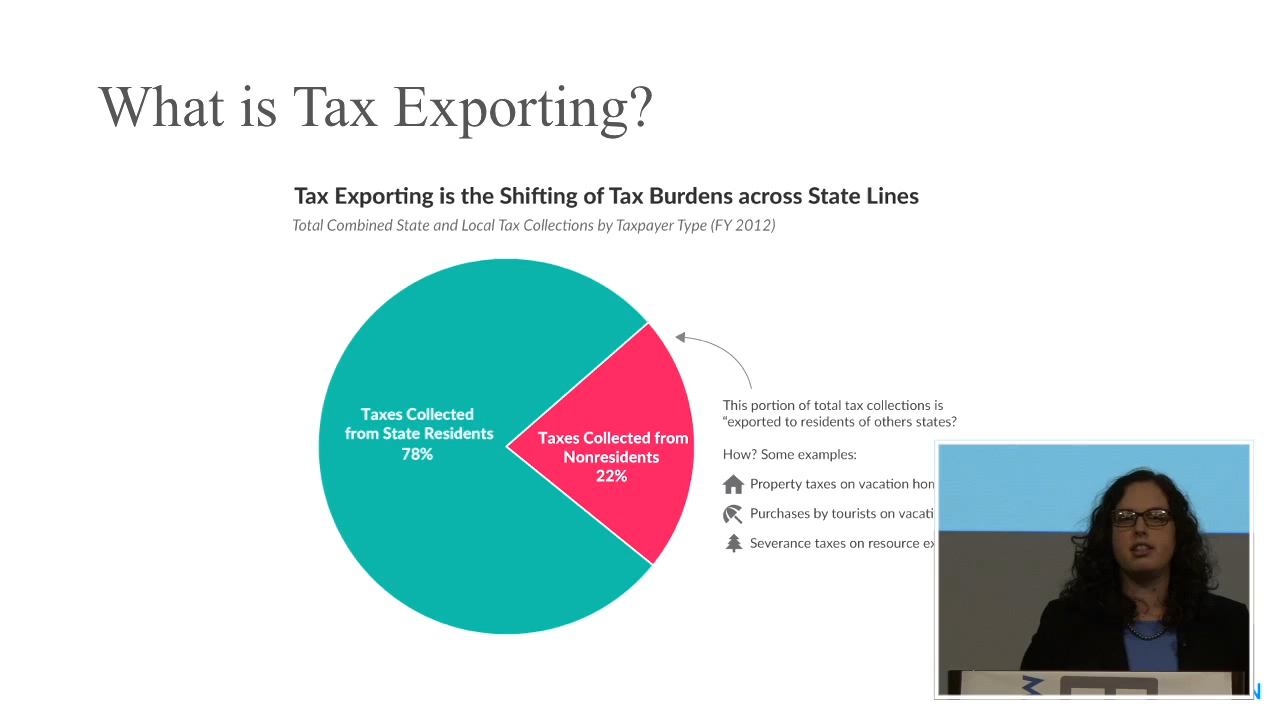 What is Tax Exporting?
Tax Exporting is the Shifting of Tax Burdens across State Lines
Total Combined State and Local Tax Collections by Taxpayer Type (FY 2012)
Taxes Collected
from State Residents
78%
Taxes Collected from
Nonresidents
22%
This portion of total tax collections is
“exported to residents of others states?
How? Some examples:
Property taxes on vacation
Purchases by tourists on
Severance taxes on resource